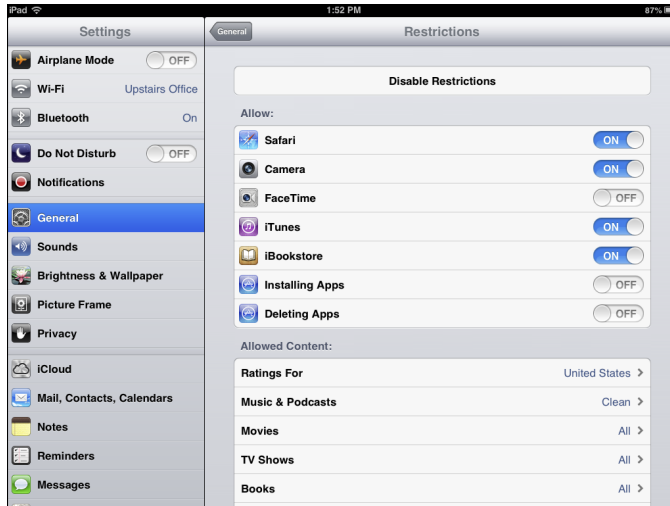 iPad 1:52 PM 87%
Settings
Airplane Mode OFF
Wi-Fi Upstairs Office
Bluetooth On
Do Not Disturb OFF
Notifications
General
Sounds
Brightness & Wallpaper
Picture Frame
Privacy
iCloud
Mail, Contacts, Calendars
Notes
Reminders
Messages
General Restrictions
Disable Restrictions
Allow:
Safari ON
Camera ON
FaceTime OFF
iTunes ON
iBookstore ON
Installing Apps OFF
Deleting Apps OFF
Allowed Content:
Ratings For United States
Music & Podcasts Clean
Movies All
TV Shows All
Books All